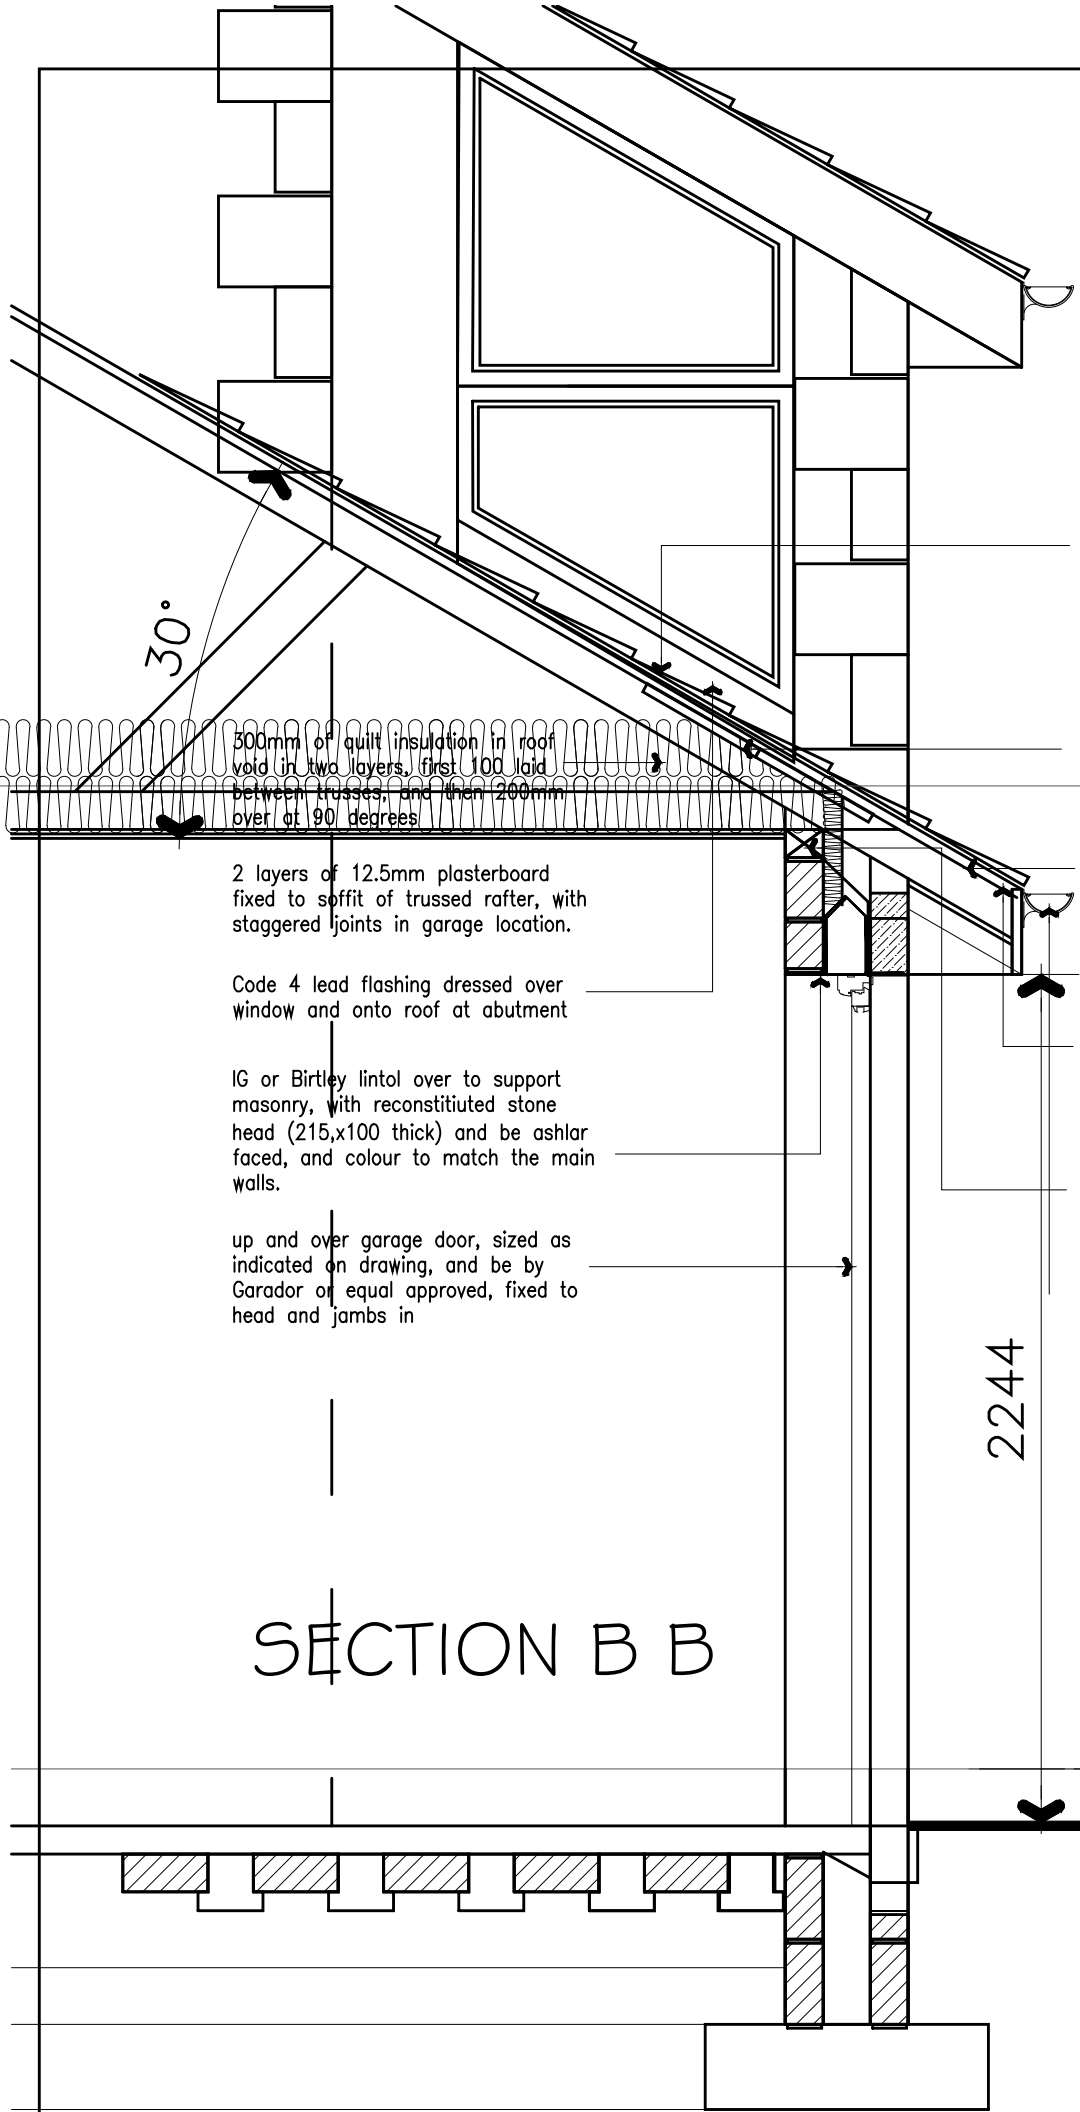 30°
300mm of quilt insulation in roof
void in two layers, first 100 laid
between trusses, and then 200mm
over at 90 degrees
2 layers of 12.5mm plasterboard
fixed to soffit of trussed rafter, with
staggered joints in garage location.
Code 4 lead flashing dressed over
window and onto roof at abutment
IG or Birtley lintol over to support
masonry, with reconstitiuted stone
head (215,x100 thick) and be ashlar
faced, and colour to match the main
walls.
up and over garage door, sized as
indicated on drawing, and be by
Garador or equal approved, fixed to
head and jambs in
2244
SECTION B B